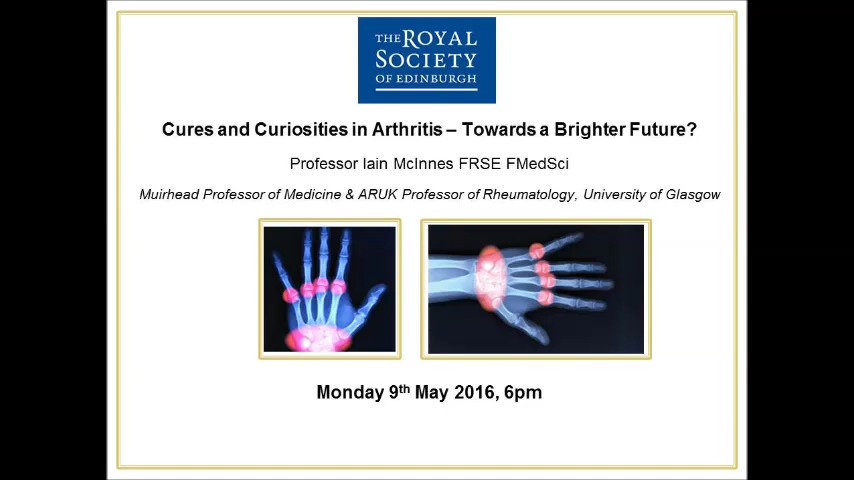 THE ROYAL
SOCIETY
OF EDINBURGH
Cures and Curiosities in Arthritis – Towards a Brighter Future?
Professor Iain McInnes FRSE FMedSci
Muirhead Professor of Medicine & ARUK Professor of Rheumatology, University of Glasgow
Monday 9th May 2016, 6pm